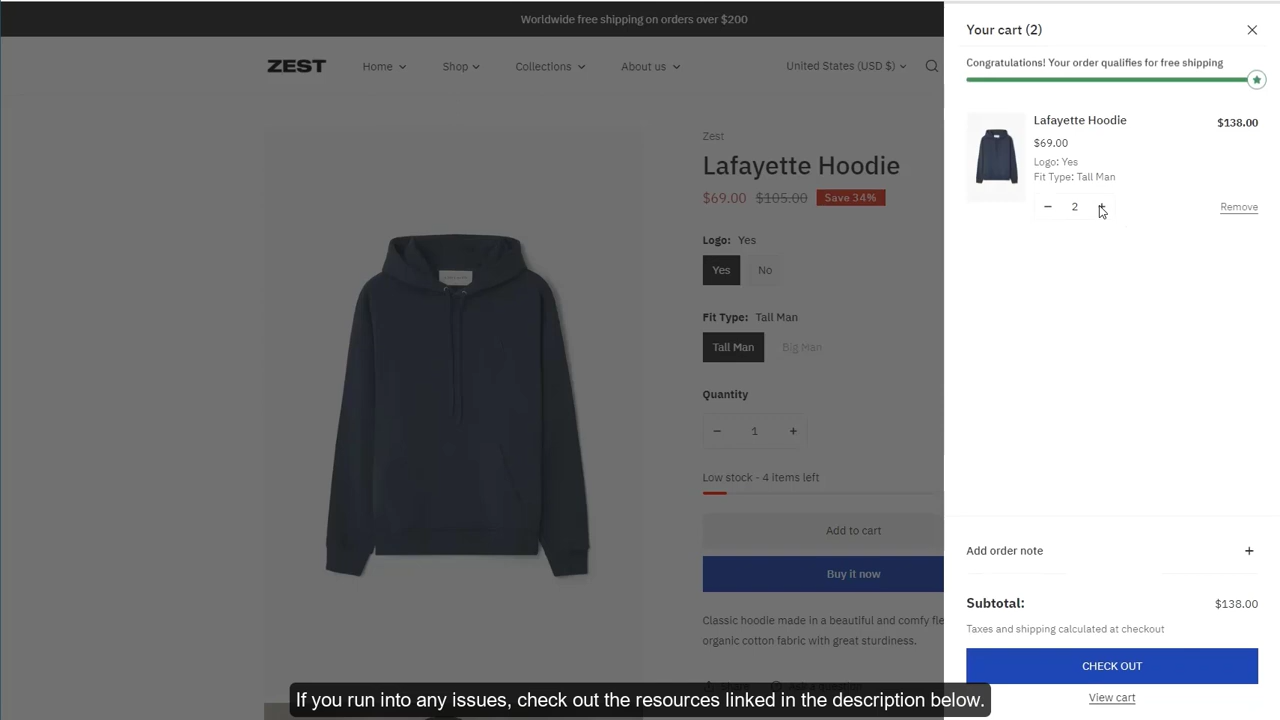 Worldwide free shipping on orders over $200
ZEST
Home
Shop
Collections
About us
United States (USD $)
Zest
Lafayette Hoodie
$69.00 $105.00 Save 34%
Logo: Yes
Yes No
Fit Type: Tall Man
Tall Man Big Man
Quantity
− 1 +
Low stock - 4 items left
Add to cart
Buy it now
Classic hoodie made in a beautiful and comfy fle
organic cotton fabric with great sturdiness.
Your cart (2)
Congratulations! Your order qualifies for free shipping
Lafayette Hoodie $138.00
$69.00
Logo: Yes
Fit Type: Tall Man
− 2 +
Remove
Add order note +
Subtotal: $138.00
Taxes and shipping calculated at checkout
CHECK OUT
View cart
If you run into any issues, check out the resources linked in the description below.